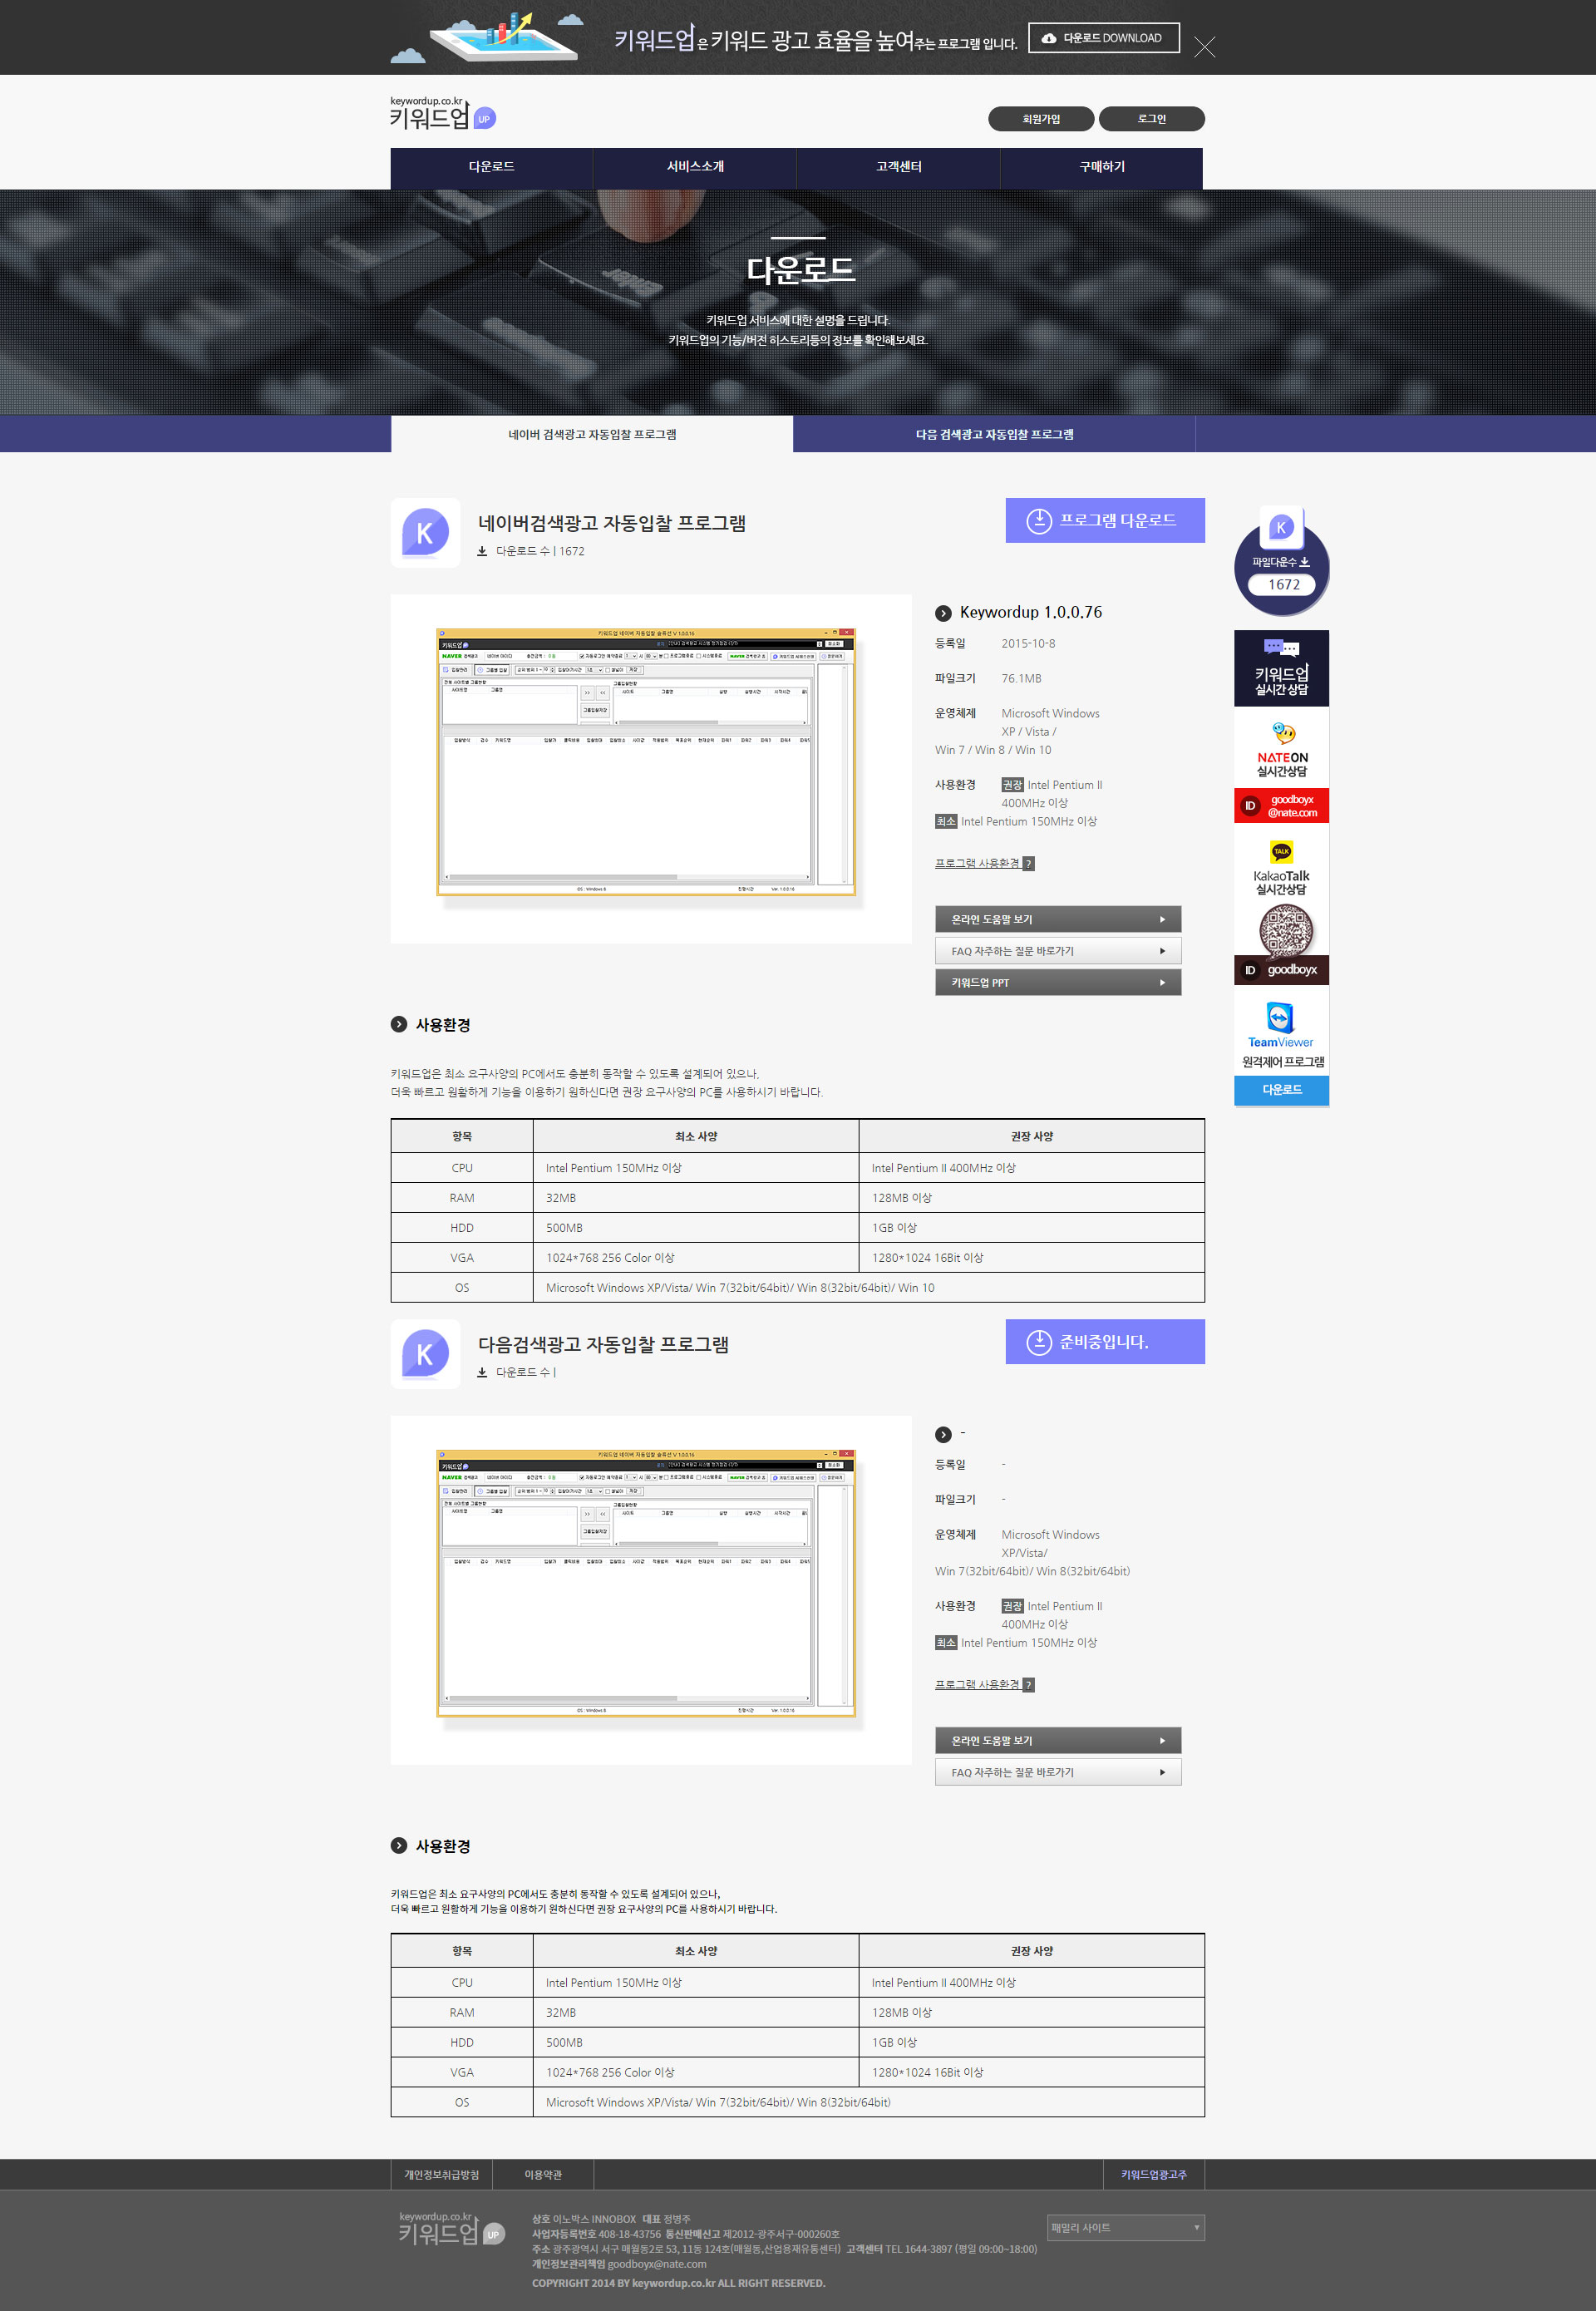 키워드업은 키워드 광고 효율을 높여주는 프로그램 입니다.
다운로드 DOWNLOAD
keywordup.co.kr
키워드업 UP
회원가입
로그인
다운로드
서비스소개
고객센터
구매하기
다운로드
키워드업 서비스에 대한 설명을 드립니다.
키워드업의 기능/버전 히스토리등의 정보를 확인해보세요.
네이버 검색광고 자동입찰 프로그램
다음 검색광고 자동입찰 프로그램
K
네이버검색광고 자동입찰 프로그램
다운로드 수 | 1672
프로그램 다운로드
키워드업 네이버 자동입찰 솔루션 V 1.0.0.16
Keywordup 1.0.0.76
등록일 2015-10-8
파일크기 76.1MB
운영체제 Microsoft Windows
XP / Vista /
Win 7 / Win 8 / Win 10
사용환경 권장 Intel Pentium II
400MHz 이상
최소 Intel Pentium 150MHz 이상
프로그램 사용환경 ?
온라인 도움말 보기
FAQ 자주하는 질문 바로가기
키워드업 PPT
K
파일다운수
1672
키워드업
실시간 상담
NATEON
실시간상담
ID goodboyx
@nate.com
TALK
KakaoTalk
실시간상담
ID goodboyx
TeamViewer
원격제어 프로그램
다운로드
사용환경
키워드업은 최소 요구사양의 PC에서도 충분히 동작할 수 있도록 설계되어 있으나,
더욱 빠르고 원활하게 기능을 이용하기 원하신다면 권장 요구사양의 PC를 사용하시기 바랍니다.
항목 최소 사양 권장 사양
CPU Intel Pentium 150MHz 이상 Intel Pentium II 400MHz 이상
RAM 32MB 128MB 이상
HDD 500MB 1GB 이상
VGA 1024*768 256 Color 이상 1280*1024 16Bit 이상
OS Microsoft Windows XP/Vista/ Win 7(32bit/64bit)/ Win 8(32bit/64bit)/ Win 10
K
다음검색광고 자동입찰 프로그램
다운로드 수 |
준비중입니다.
키워드업 네이버 자동입찰 솔루션 V 1.0.0.16
-
등록일 -
파일크기 -
운영체제 Microsoft Windows
XP/Vista/
Win 7(32bit/64bit)/ Win 8(32bit/64bit)
사용환경 권장 Intel Pentium II
400MHz 이상
최소 Intel Pentium 150MHz 이상
프로그램 사용환경 ?
온라인 도움말 보기
FAQ 자주하는 질문 바로가기
사용환경
키워드업은 최소 요구사양의 PC에서도 충분히 동작할 수 있도록 설계되어 있으나,
더욱 빠르고 원활하게 기능을 이용하기 원하신다면 권장 요구사양의 PC를 사용하시기 바랍니다.
항목 최소 사양 권장 사양
CPU Intel Pentium 150MHz 이상 Intel Pentium II 400MHz 이상
RAM 32MB 128MB 이상
HDD 500MB 1GB 이상
VGA 1024*768 256 Color 이상 1280*1024 16Bit 이상
OS Microsoft Windows XP/Vista/ Win 7(32bit/64bit)/ Win 8(32bit/64bit)
개인정보취급방침
이용약관
키워드업광고주
keywordup.co.kr
키워드업 UP
상호 이노박스 INNOBOX 대표 정병주
사업자등록번호 408-18-43756 통신판매신고 제2012-광주서구-000260호
주소 광주광역시 서구 매월동2로 53, 11동 124호(매월동,산업용재유통센터) 고객센터 TEL 1644-3897 (평일 09:00~18:00)
개인정보관리책임 goodboyx@nate.com
COPYRIGHT 2014 BY keywordup.co.kr ALL RIGHT RESERVED.
패밀리 사이트